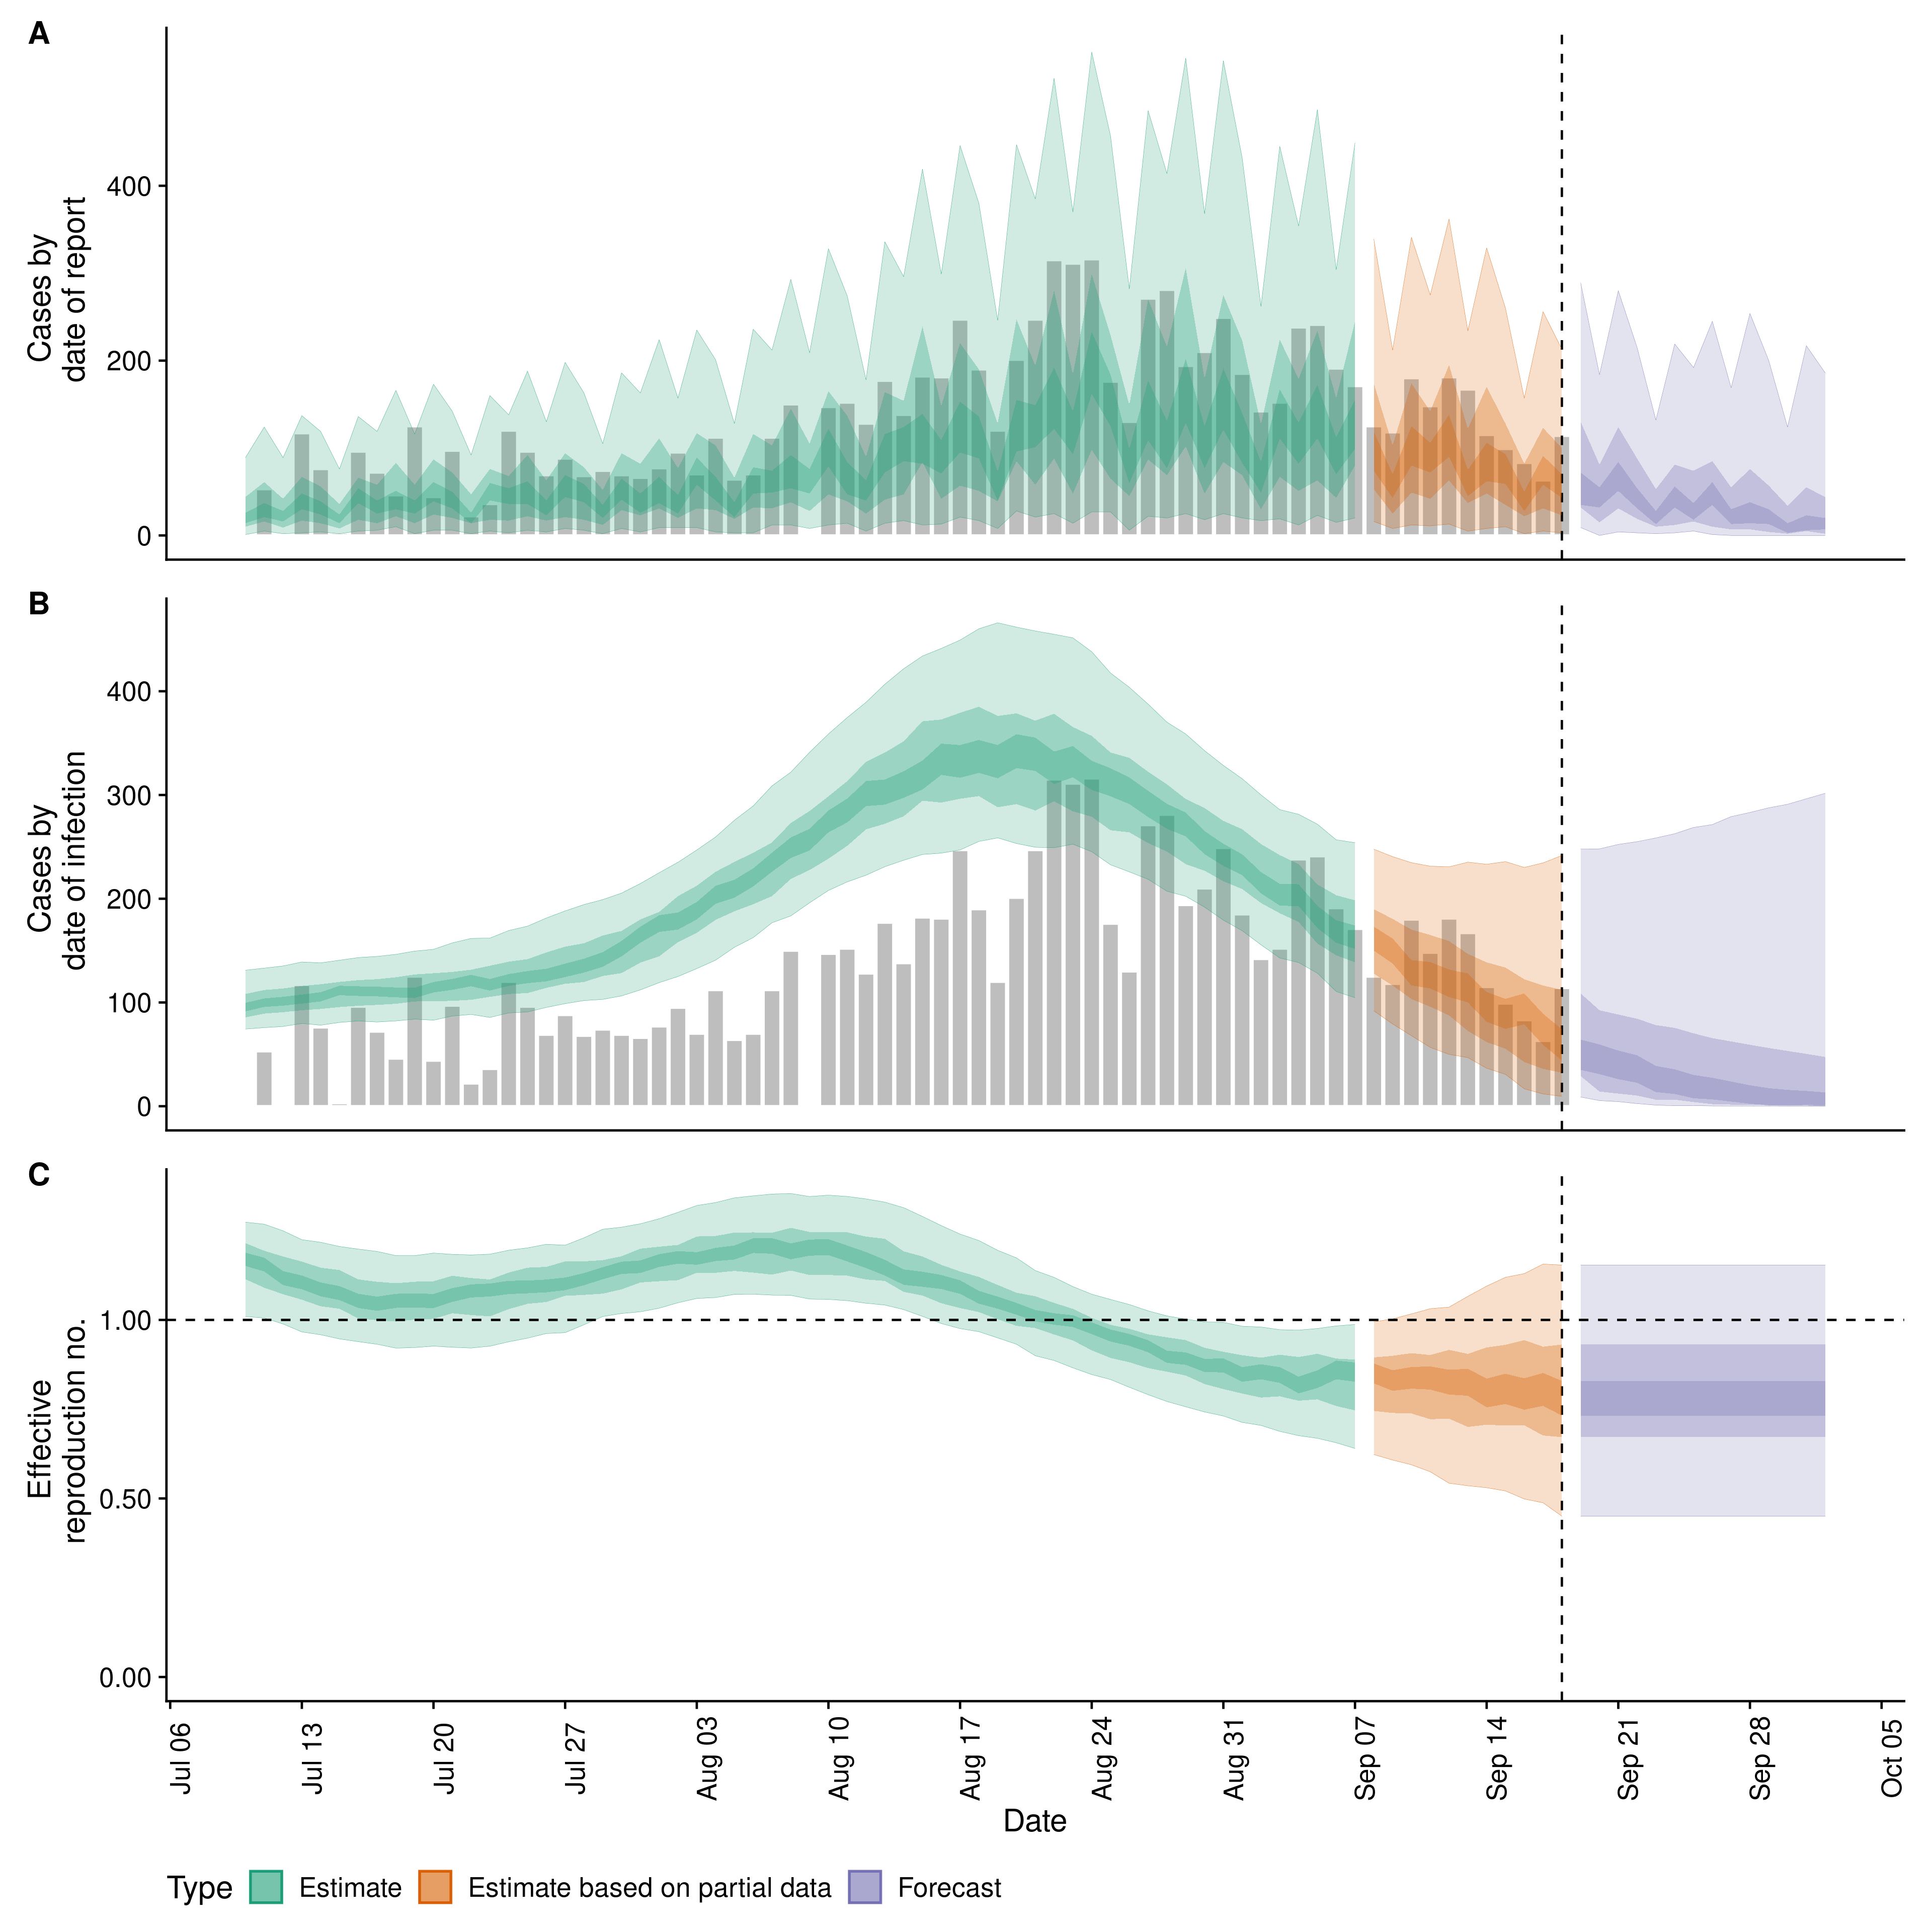 A
Cases by
date of report
400
200
0
B
Cases by
date of infection
400
300
200
100
0
C
Effective
reproduction no.
1.00
0.50
0.00
Jul 06
Jul 13
Jul 20
Jul 27
Aug 03
Aug 10
Aug 17
Aug 24
Aug 31
Sep 07
Sep 14
Sep 21
Sep 28
Oct 05
Date
Type Estimate Estimate based on partial data Forecast